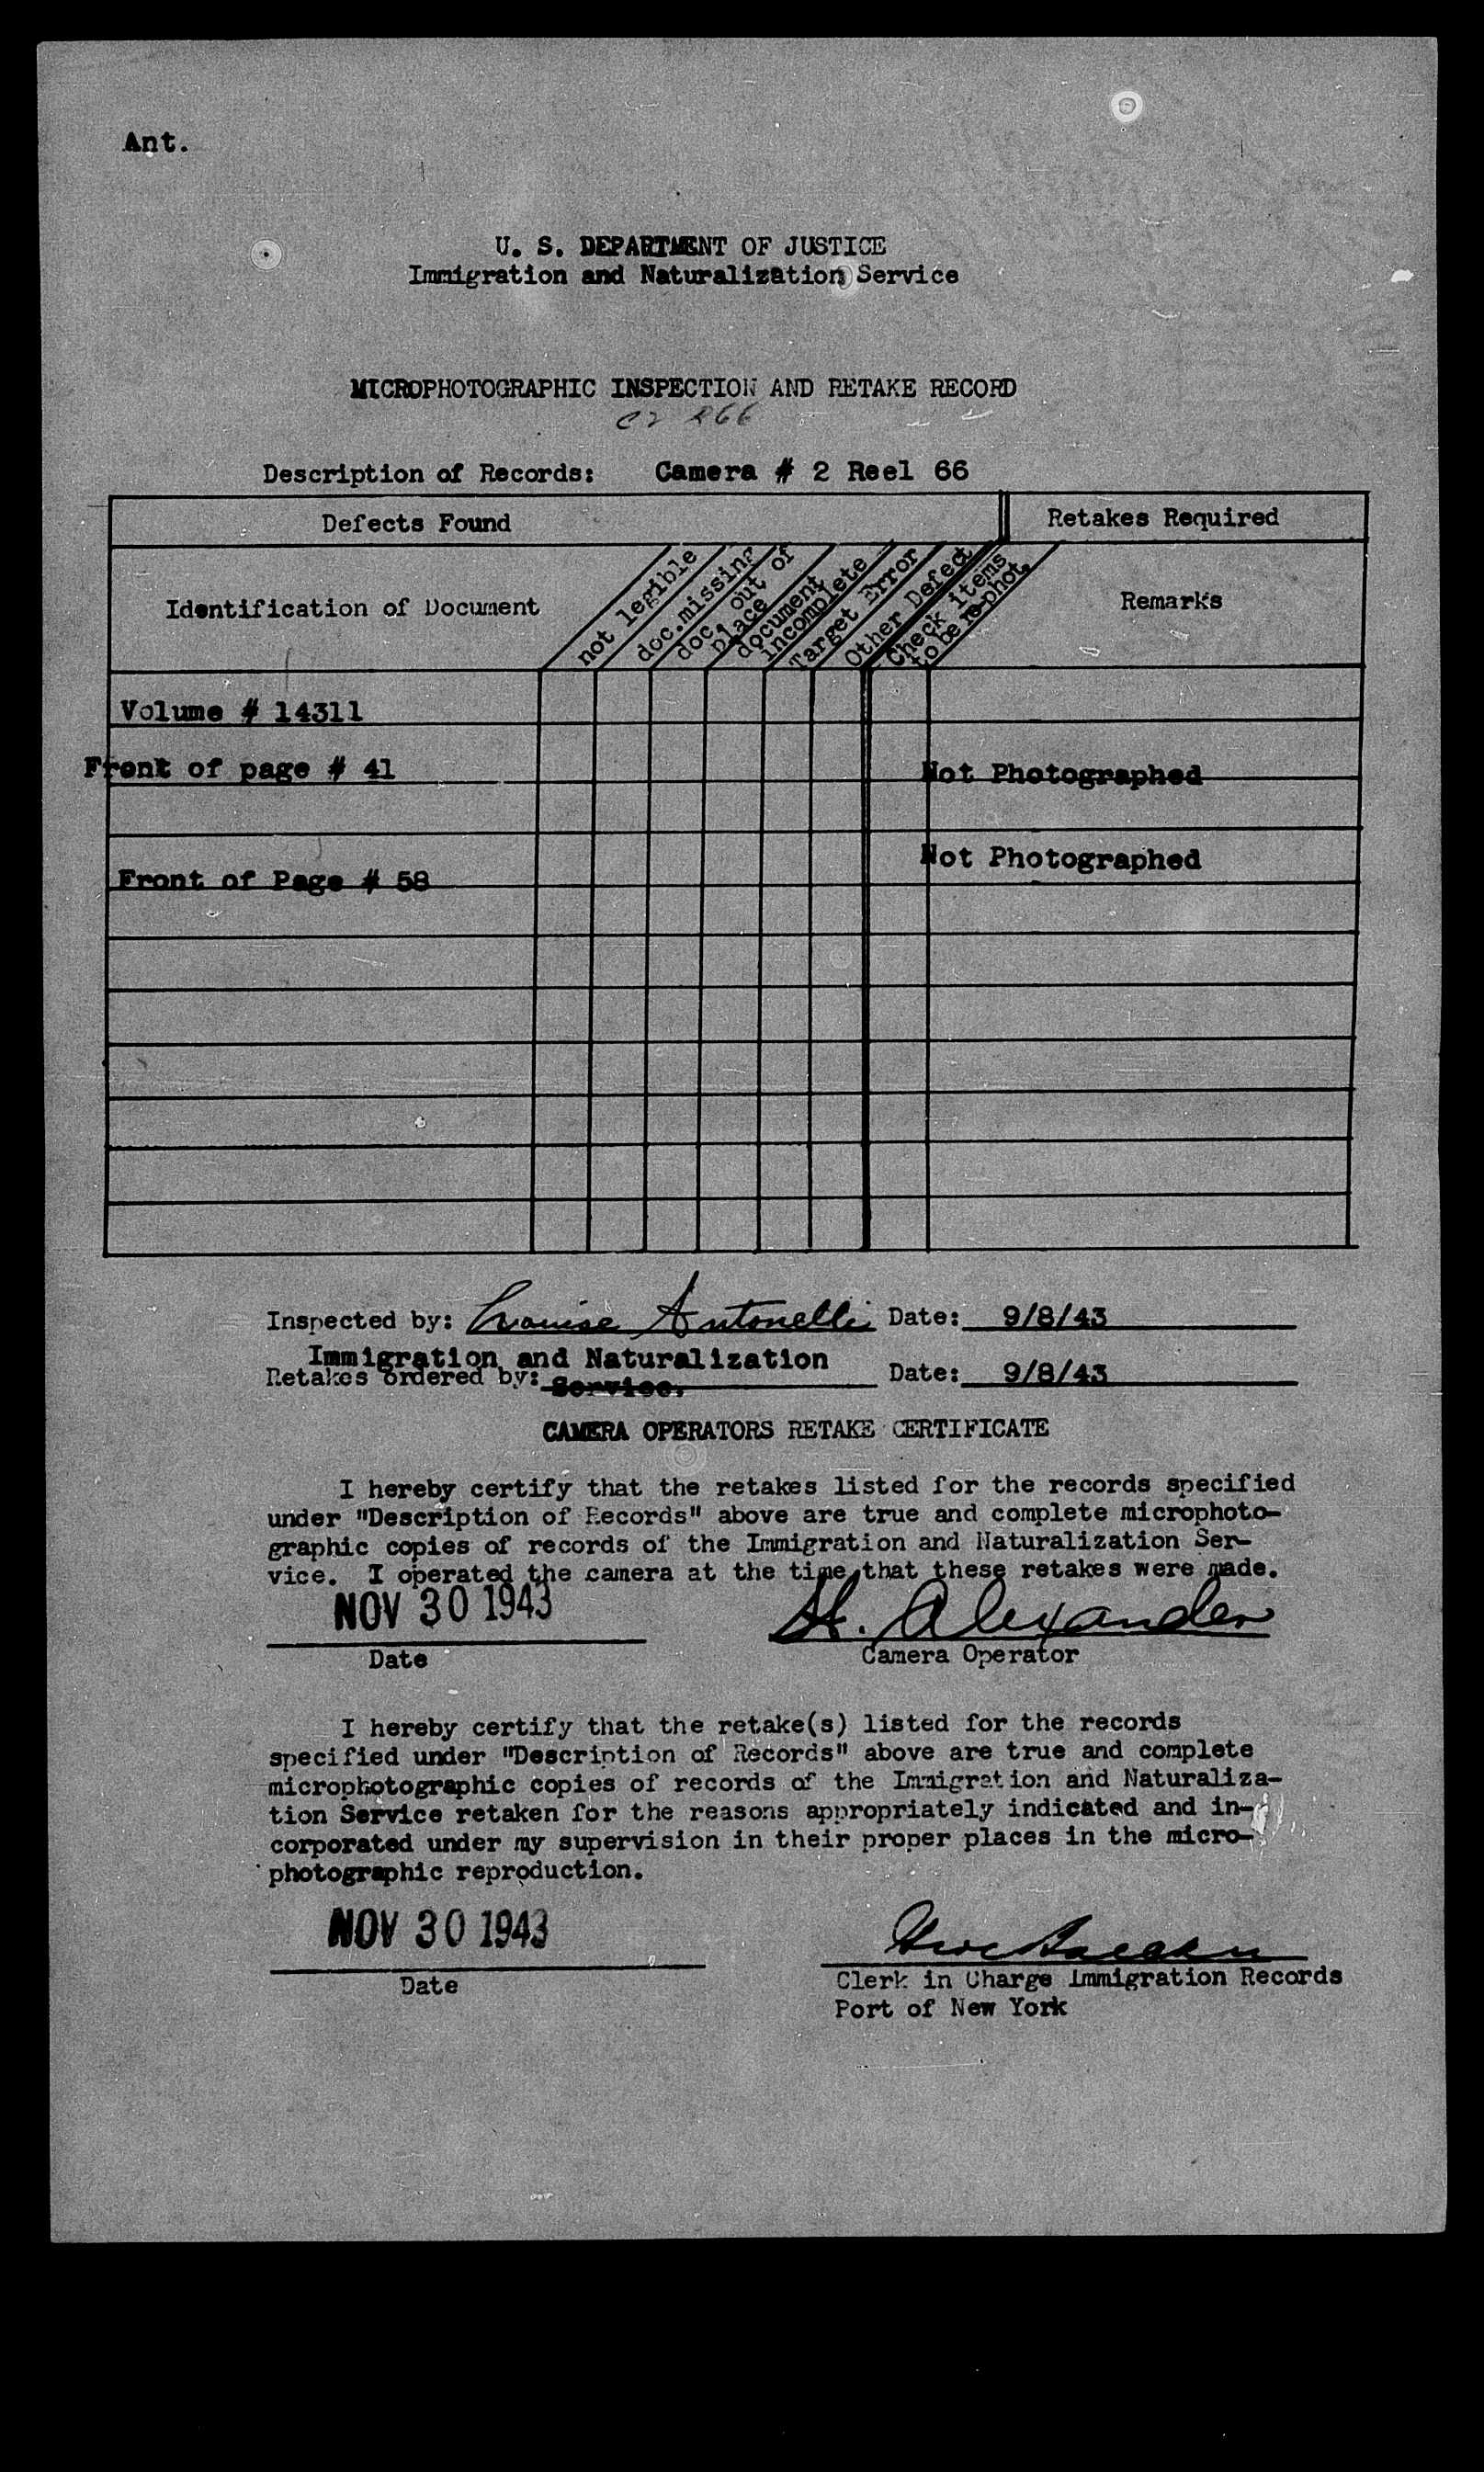 Ant.
U. S. DEPARTMENT OF JUSTICE
Immigration and Naturalization Service
MICROPHOTOGRAPHIC INSPECTION AND RETAKE RECORD
C2 R66
Description of Records: Camera # 2 Reel 66
Defects Found
Retakes Required
Identification of Document
not legible
doc. missing
doc. out of
place
document
incomplete
Target Error
Other Defect
Check items
to be re-phot.
Remarks
Volume # 14311
Front of page # 41
Not Photographed
Front of Page # 58
Not Photographed
Inspected by: Louise Antonelli Date: 9/8/43
Immigration and Naturalization
Retakes ordered by: Service. Date: 9/8/43
CAMERA OPERATORS RETAKE CERTIFICATE
I hereby certify that the retakes listed for the records specified
under "Description of Records" above are true and complete microphoto-
graphic copies of records of the Immigration and Naturalization Ser-
vice. I operated the camera at the time that these retakes were made.
NOV 30 1943
H. Alexander
Date
Camera Operator
I hereby certify that the retake(s) listed for the records
specified under "Description of Records" above are true and complete
microphotographic copies of records of the Immigration and Naturaliza-
tion Service retaken for the reasons appropriately indicated and in-
corporated under my supervision in their proper places in the micro-
photographic reproduction.
NOV 30 1943
Date
Clerk in Charge Immigration Records
Port of New York